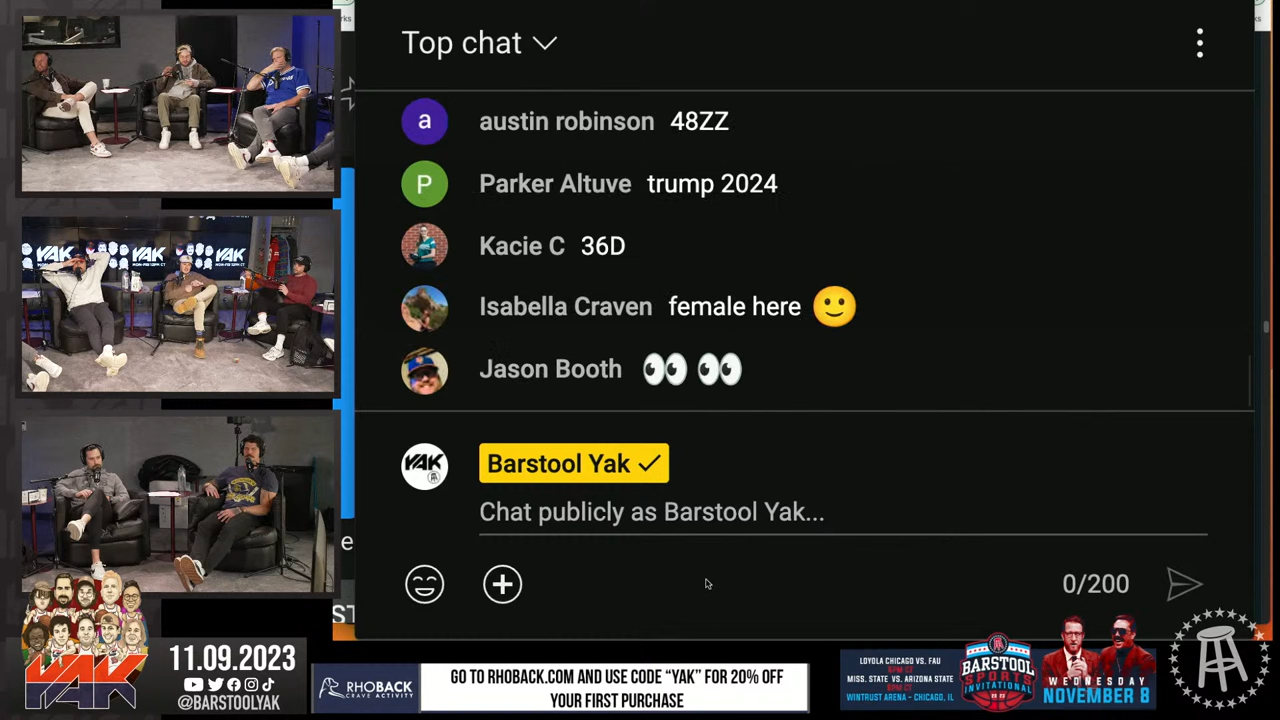 Top chat
a
austin robinson 48ZZ
P
Parker Altuve trump 2024
Kacie C 36D
Isabella Craven female here 🙂
Jason Booth 👀 👀
YAK
Barstool Yak ✓
Chat publicly as Barstool Yak...
0/200
YAK
YAK
YAK
11.09.2023
@BARSTOOLYAK
RHOBACK
CRAVE ACTIVITY
GO TO RHOBACK.COM AND USE CODE “YAK” FOR 20% OFF
YOUR FIRST PURCHASE
LOYOLA CHICAGO VS. FAU
MISS. STATE VS. ARIZONA STATE
WINTRUST ARENA - CHICAGO, IL
BARSTOOL
SPORTS
INVITATIONAL
WEDNESDAY
NOVEMBER 8